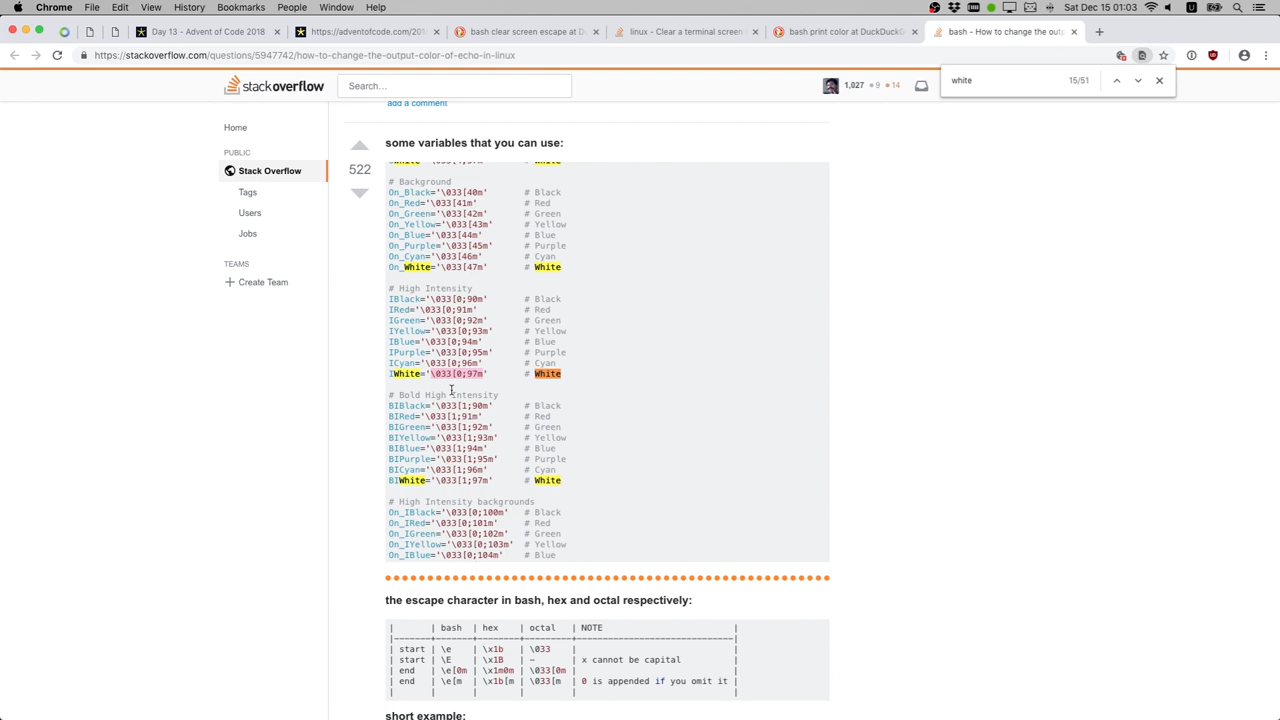 Chrome File Edit View History Bookmarks People Window Help
Sat Dec 15 01:03
Day 13 - Advent of Code 2018
https://adventofcode.com/201
bash clear screen escape at D
linux - Clear a terminal screen
bash print color at DuckDuckG
bash - How to change the outp
https://stackoverflow.com/questions/5947742/how-to-change-the-output-color-of-echo-in-linux
white 15/51
stackoverflow
Search...
1,027 9 14
Home
PUBLIC
Stack Overflow
Tags
Users
Jobs
TEAMS
Create Team
add a comment
some variables that you can use:
522
# White
# Background
On_Black='\033[40m' # Black
On_Red='\033[41m' # Red
On_Green='\033[42m' # Green
On_Yellow='\033[43m' # Yellow
On_Blue='\033[44m' # Blue
On_Purple='\033[45m' # Purple
On_Cyan='\033[46m' # Cyan
On_White='\033[47m' # White
# High Intensity
IBlack='\033[0;90m' # Black
IRed='\033[0;91m' # Red
IGreen='\033[0;92m' # Green
IYellow='\033[0;93m' # Yellow
IBlue='\033[0;94m' # Blue
IPurple='\033[0;95m' # Purple
ICyan='\033[0;96m' # Cyan
IWhite='\033[0;97m' # White
# Bold High Intensity
BIBlack='\033[1;90m' # Black
BIRed='\033[1;91m' # Red
BIGreen='\033[1;92m' # Green
BIYellow='\033[1;93m' # Yellow
BIBlue='\033[1;94m' # Blue
BIPurple='\033[1;95m' # Purple
BICyan='\033[1;96m' # Cyan
BIWhite='\033[1;97m' # White
# High Intensity backgrounds
On_IBlack='\033[0;100m' # Black
On_IRed='\033[0;101m' # Red
On_IGreen='\033[0;102m' # Green
On_IYellow='\033[0;103m' # Yellow
On_IBlue='\033[0;104m' # Blue
the escape character in bash, hex and octal respectively:
| | bash | hex | octal | NOTE |
|-------+-------+--------+---------+------------------------------|
| start | \e | \x1b | \033 | |
| start | \E | \x1B | - | x cannot be capital |
| end | \e[0m | \x1m0m | \033[0m | |
| end | \e[m | \x1b[m | \033[m | 0 is appended if you omit it |
| | | | | |
short example: